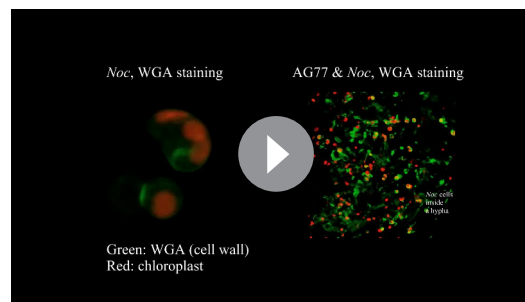 Noc, WGA staining
AG77 & Noc, WGA staining
Noc cells
inside
hypha
Green: WGA (cell wall)
Red: chloroplast